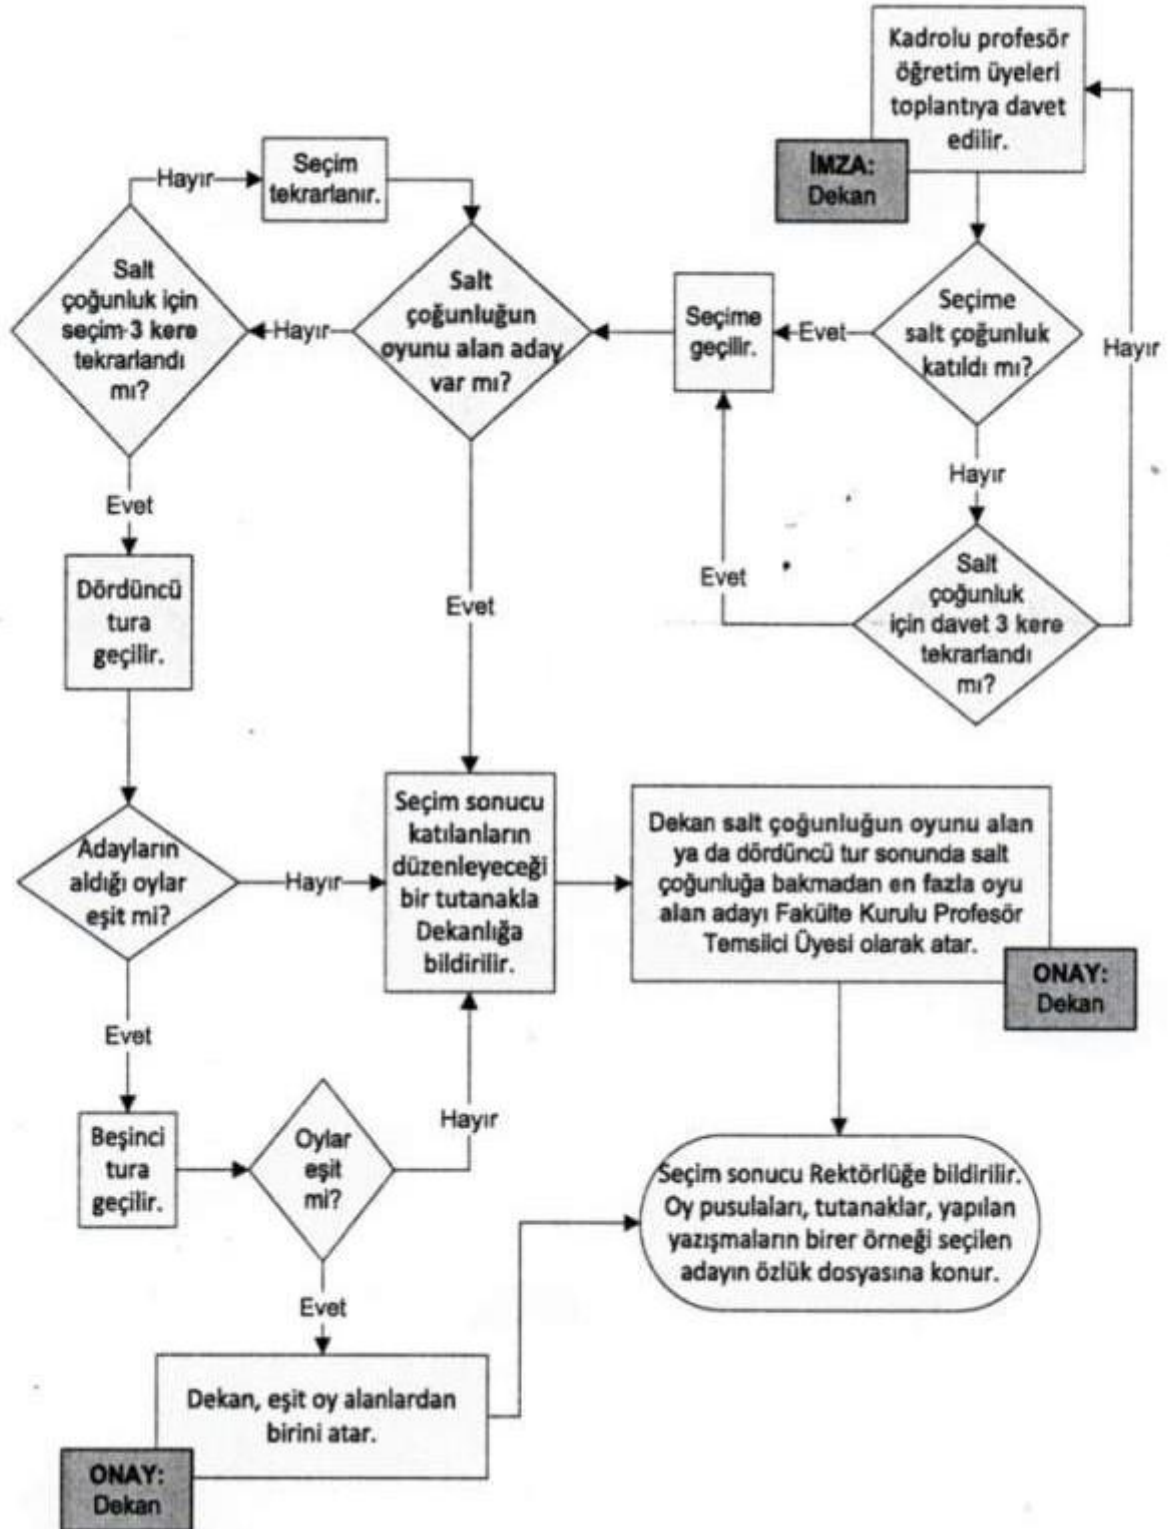 Kadrolu profesör
öğretim üyeleri
toplantıya davet
edilir.
İMZA:
Dekan
Seçime
salt çoğunluk
katıldı mı?
Hayır
Evet
Hayır
Salt
çoğunluk
için davet 3 kere
tekrarlandı
mı?
Evet
Seçime
geçilir.
Salt
çoğunluğun
oyunu alan aday
var mı?
Hayır
Evet
Salt
çoğunluk için
seçim 3 kere
tekrarlandı
mı?
Hayır
Seçim
tekrarlanır.
Evet
Dördüncü
tura
geçilir.
Adayların
aldığı oylar
eşit mi?
Hayır
Evet
Seçim sonucu
katılanların
düzenleyeceği
bir tutanakla
Dekanlığa
bildirilir.
Dekan salt çoğunluğun oyunu alan
ya da dördüncü tur sonunda salt
çoğunluğa bakmadan en fazla oyu
alan adayı Fakülte Kurulu Profesör
Temsilci Üyesi olarak atar.
ONAY:
Dekan
Beşinci
tura
geçilir.
Oylar
eşit
mi?
Hayır
Evet
Seçim sonucu Rektörlüğe bildirilir.
Oy pusulaları, tutanaklar, yapılan
yazışmaların birer örneği seçilen
adayın özlük dosyasına konur.
Dekan, eşit oy alanlardan
birini atar.
ONAY:
Dekan